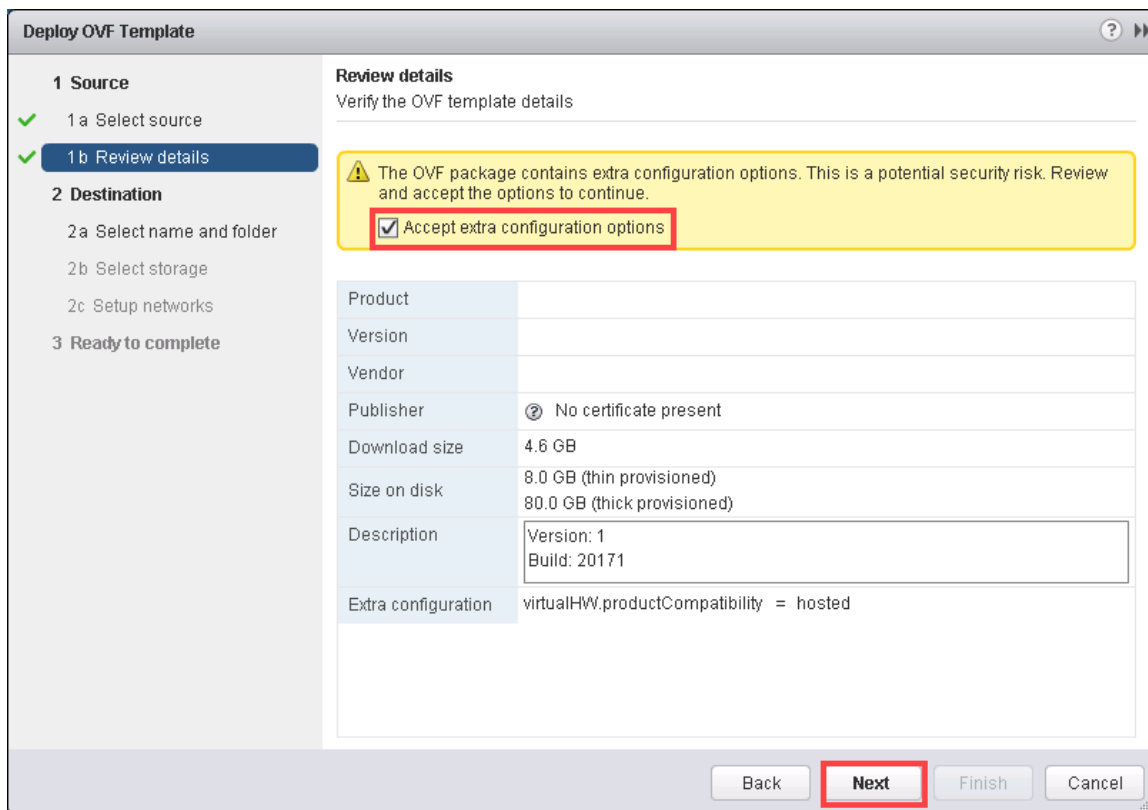 Deploy OVF Template
1 Source
1a Select source
1b Review details
2 Destination
2a Select name and folder
2b Select storage
2c Setup networks
3 Ready to complete
Review details
Verify the OVF template details
The OVF package contains extra configuration options. This is a potential security risk. Review
and accept the options to continue.
Accept extra configuration options
Product
Version
Vendor
Publisher ? No certificate present
Download size 4.6 GB
Size on disk 8.0 GB (thin provisioned)
80.0 GB (thick provisioned)
Description Version: 1
Build: 20171
Extra configuration virtualHW.productCompatibility = hosted
Back Next Finish Cancel